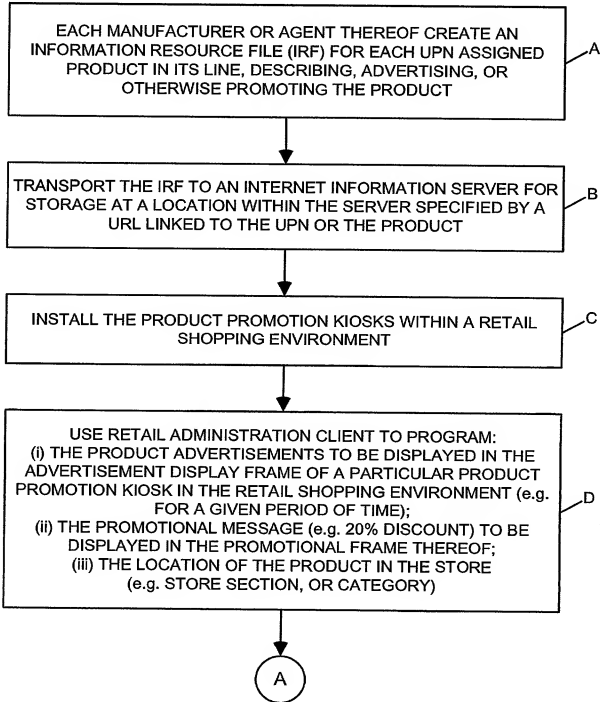 EACH MANUFACTURER OR AGENT THEREOF CREATE AN
INFORMATION RESOURCE FILE (IRF) FOR EACH UPN ASSIGNED
PRODUCT IN ITS LINE, DESCRIBING, ADVERTISING, OR
OTHERWISE PROMOTING THE PRODUCT
A
TRANSPORT THE IRF TO AN INTERNET INFORMATION SERVER FOR
STORAGE AT A LOCATION WITHIN THE SERVER SPECIFIED BY A
URL LINKED TO THE UPN OR THE PRODUCT
B
INSTALL THE PRODUCT PROMOTION KIOSKS WITHIN A RETAIL
SHOPPING ENVIRONMENT
C
USE RETAIL ADMINISTRATION CLIENT TO PROGRAM:
(i) THE PRODUCT ADVERTISEMENTS TO BE DISPLAYED IN THE
ADVERTISEMENT DISPLAY FRAME OF A PARTICULAR PRODUCT
PROMOTION KIOSK IN THE RETAIL SHOPPING ENVIRONMENT (e.g.
FOR A GIVEN PERIOD OF TIME);
(ii) THE PROMOTIONAL MESSAGE (e.g. 20% DISCOUNT) TO BE
DISPLAYED IN THE PROMOTIONAL FRAME THEREOF;
(iii) THE LOCATION OF THE PRODUCT IN THE STORE
(e.g. STORE SECTION, OR CATEGORY)
D
A